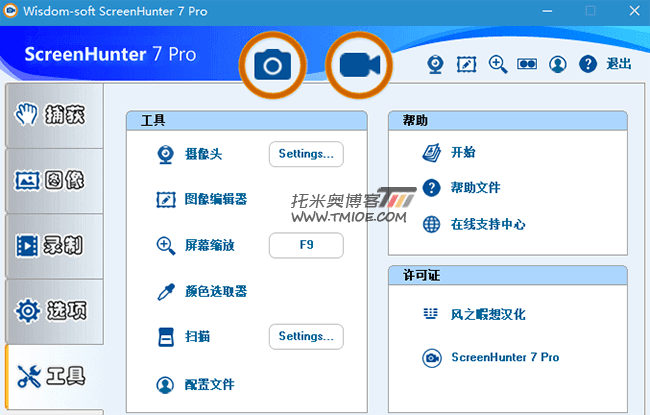 Wisdom-soft ScreenHunter 7 Pro
ScreenHunter 7 Pro
退出
捕获
图像
录制
选项
工具
工具
摄像头
Settings...
图像编辑器
屏幕缩放
F9
颜色选取器
扫描
Settings...
配置文件
帮助
开始
帮助文件
在线支持中心
许可证
风之暇想汉化
ScreenHunter 7 Pro
托米奥博客
WWW.TMIOE.COM